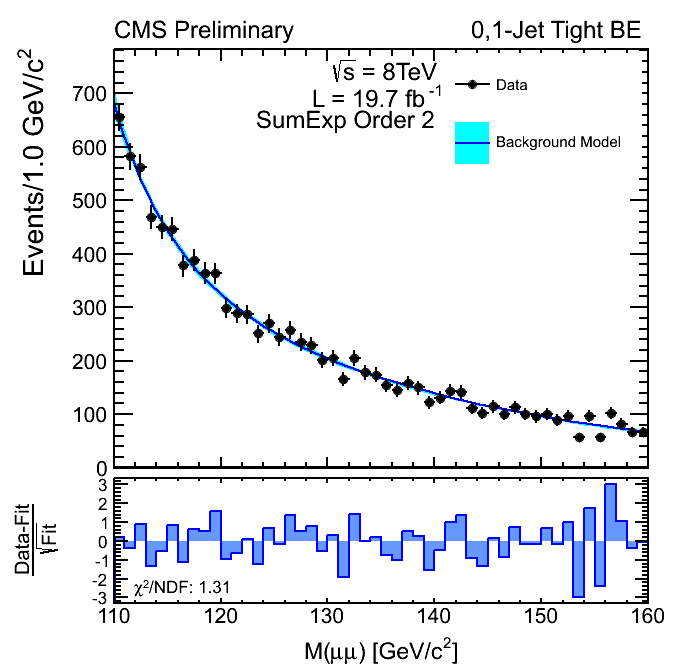 CMS Preliminary 0,1-Jet Tight BE
√s = 8TeV
L = 19.7 fb⁻¹
SumExp Order 2
Data
Background Model
Events/1.0 GeV/c²
700
600
500
400
300
200
100
0
Data-Fit
√Fit
3
2
1
0
-1
-2
-3
χ²/NDF: 1.31
110 120 130 140 150 160
M(μμ) [GeV/c²]